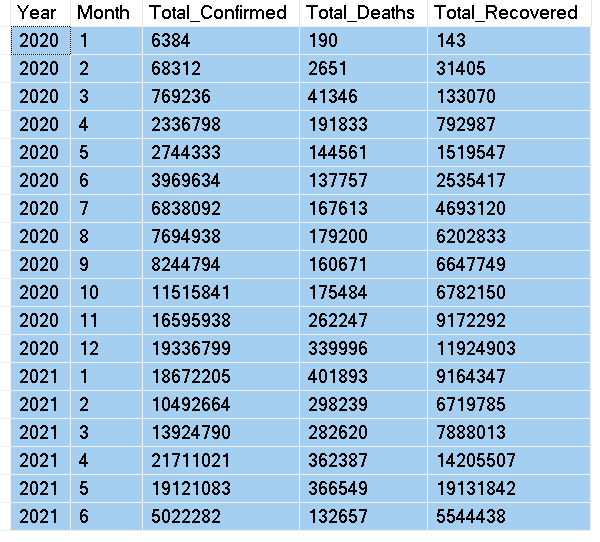 Year Month Total_Confirmed Total_Deaths Total_Recovered
2020 1 6384 190 143
2020 2 68312 2651 31405
2020 3 769236 41346 133070
2020 4 2336798 191833 792987
2020 5 2744333 144561 1519547
2020 6 3969634 137757 2535417
2020 7 6838092 167613 4693120
2020 8 7694938 179200 6202833
2020 9 8244794 160671 6647749
2020 10 11515841 175484 6782150
2020 11 16595938 262247 9172292
2020 12 19336799 339996 11924903
2021 1 18672205 401893 9164347
2021 2 10492664 298239 6719785
2021 3 13924790 282620 7888013
2021 4 21711021 362387 14205507
2021 5 19121083 366549 19131842
2021 6 5022282 132657 5544438